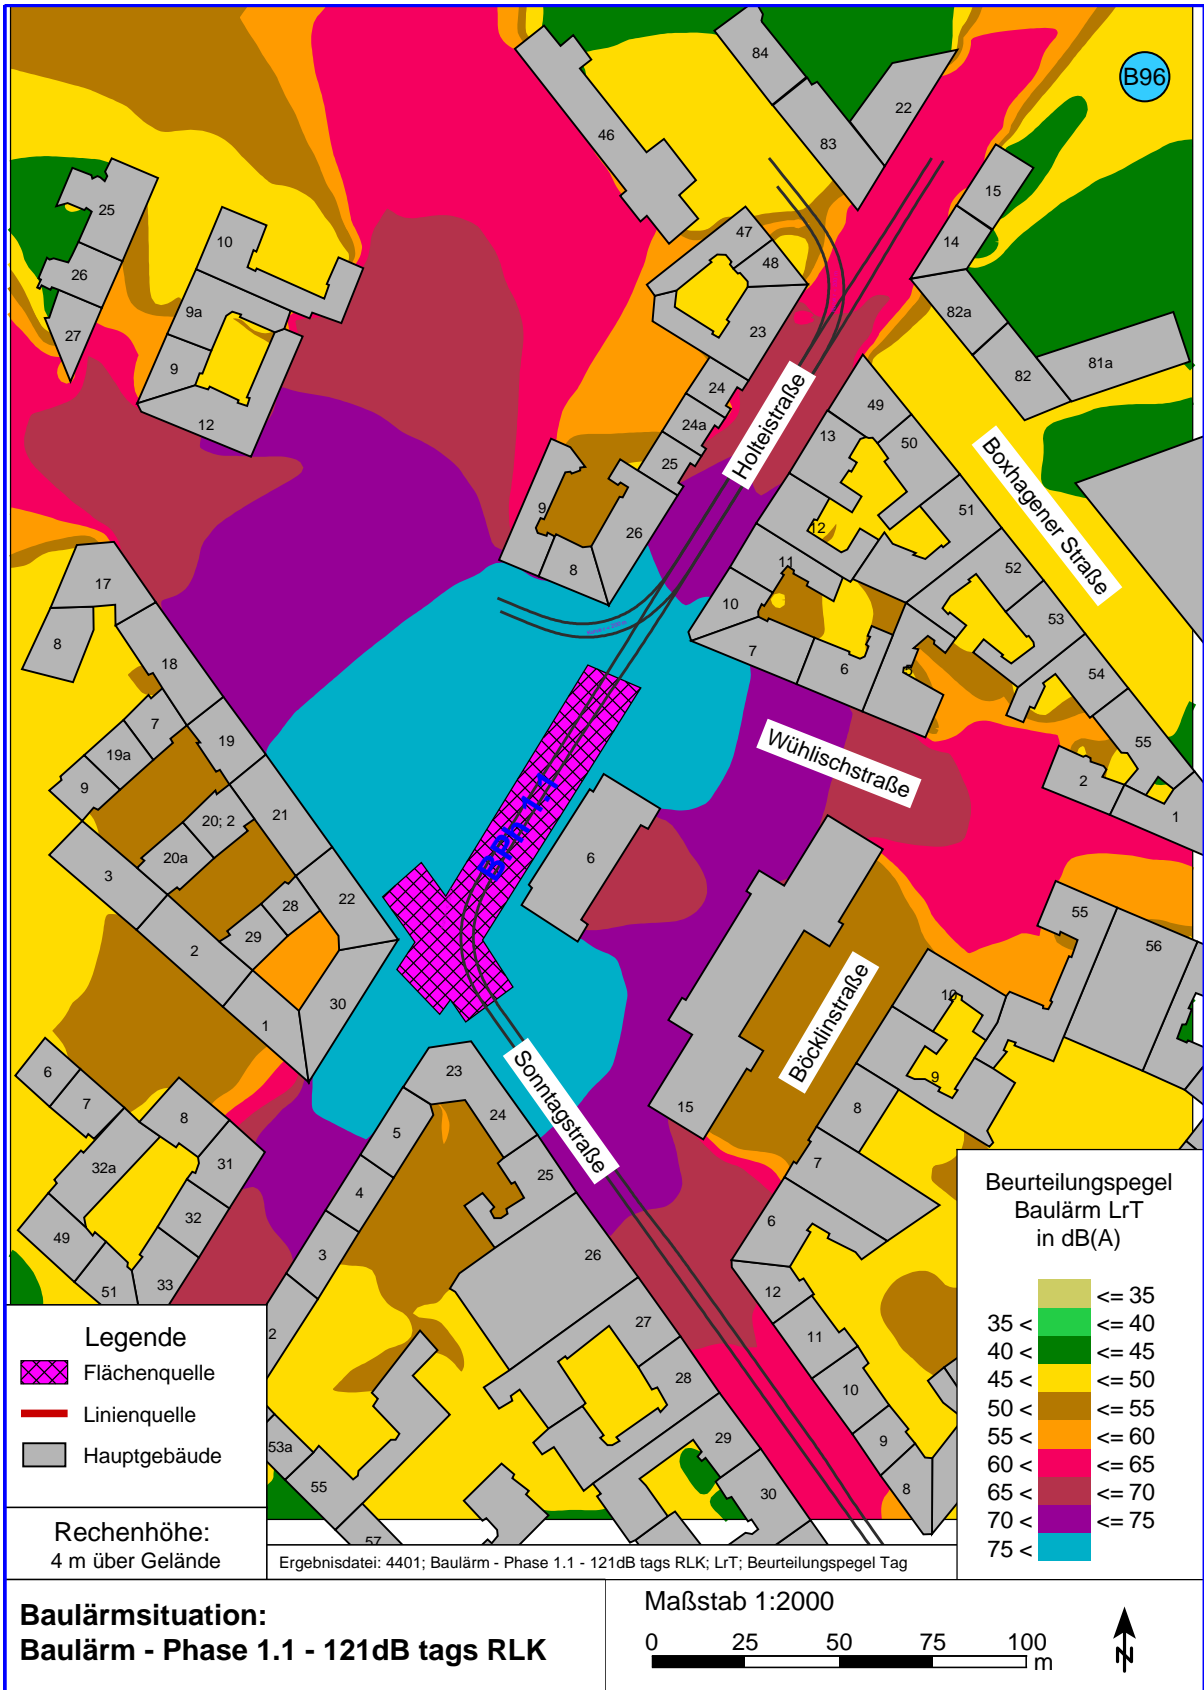 B96
84
22
46
83
25
15
47
14
10
48
26
9a
82a
23
27
81a
9
82
24
49
12
24a
13
50
25
Holteistraße
Boxhagener Straße
9
51
12
26
11
52
8
17
10
53
8
7
6
5
54
18
7
19
55
Wühlischstraße
19a
2
9
BPh 1.1
21
20; 2
1
20a
6
3
28
22
55
29
56
2
10
30
1
Böcklinstraße
Sonntagstraße
23
6
9
7
24
8
15
8
5
31
7
32a
25
4
32
6
49
3
26
33
51
12
27
2
11
28
10
29
53a
9
55
30
8
57
Beurteilungspegel
Baulärm LrT
in dB(A)
<= 35
35 < <= 40
40 < <= 45
45 < <= 50
50 < <= 55
55 < <= 60
60 < <= 65
65 < <= 70
70 < <= 75
75 <
Legende
Flächenquelle
Linienquelle
Hauptgebäude
Rechenhöhe:
4 m über Gelände
Ergebnisdatei: 4401; Baulärm - Phase 1.1 - 121dB tags RLK; LrT; Beurteilungspegel Tag
Baulärmsituation:
Baulärm - Phase 1.1 - 121dB tags RLK
Maßstab 1:2000
0 25 50 75 100
m
N